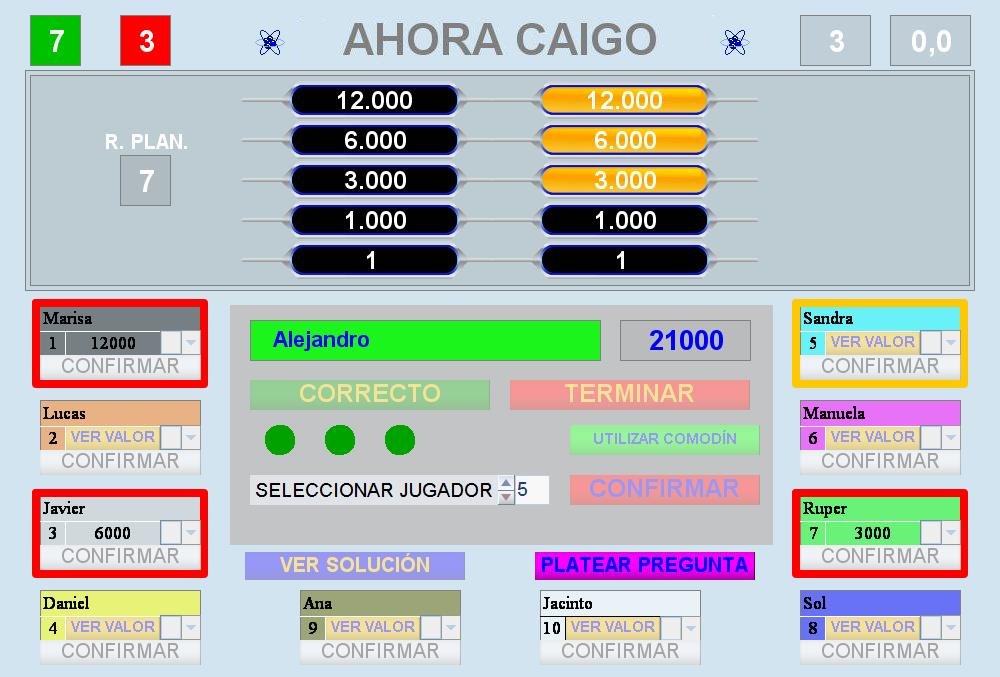 7 3 AHORA CAIGO 3 0,0
12.000 12.000
R. PLAN. 6.000 6.000
7 3.000 3.000
1.000 1.000
1 1
Marisa
1 12000
CONFIRMAR
Lucas
2 VER VALOR
CONFIRMAR
Javier
3 6000
CONFIRMAR
Daniel
4 VER VALOR
CONFIRMAR
Alejandro 21000
CORRECTO TERMINAR
UTILIZAR COMODÍN
SELECCIONAR JUGADOR 5 CONFIRMAR
VER SOLUCIÓN PLATEAR PREGUNTA
Ana
9 VER VALOR
CONFIRMAR
Jacinto
10 VER VALOR
CONFIRMAR
Sandra
5 VER VALOR
CONFIRMAR
Manuela
6 VER VALOR
CONFIRMAR
Ruper
7 3000
CONFIRMAR
Sol
8 VER VALOR
CONFIRMAR